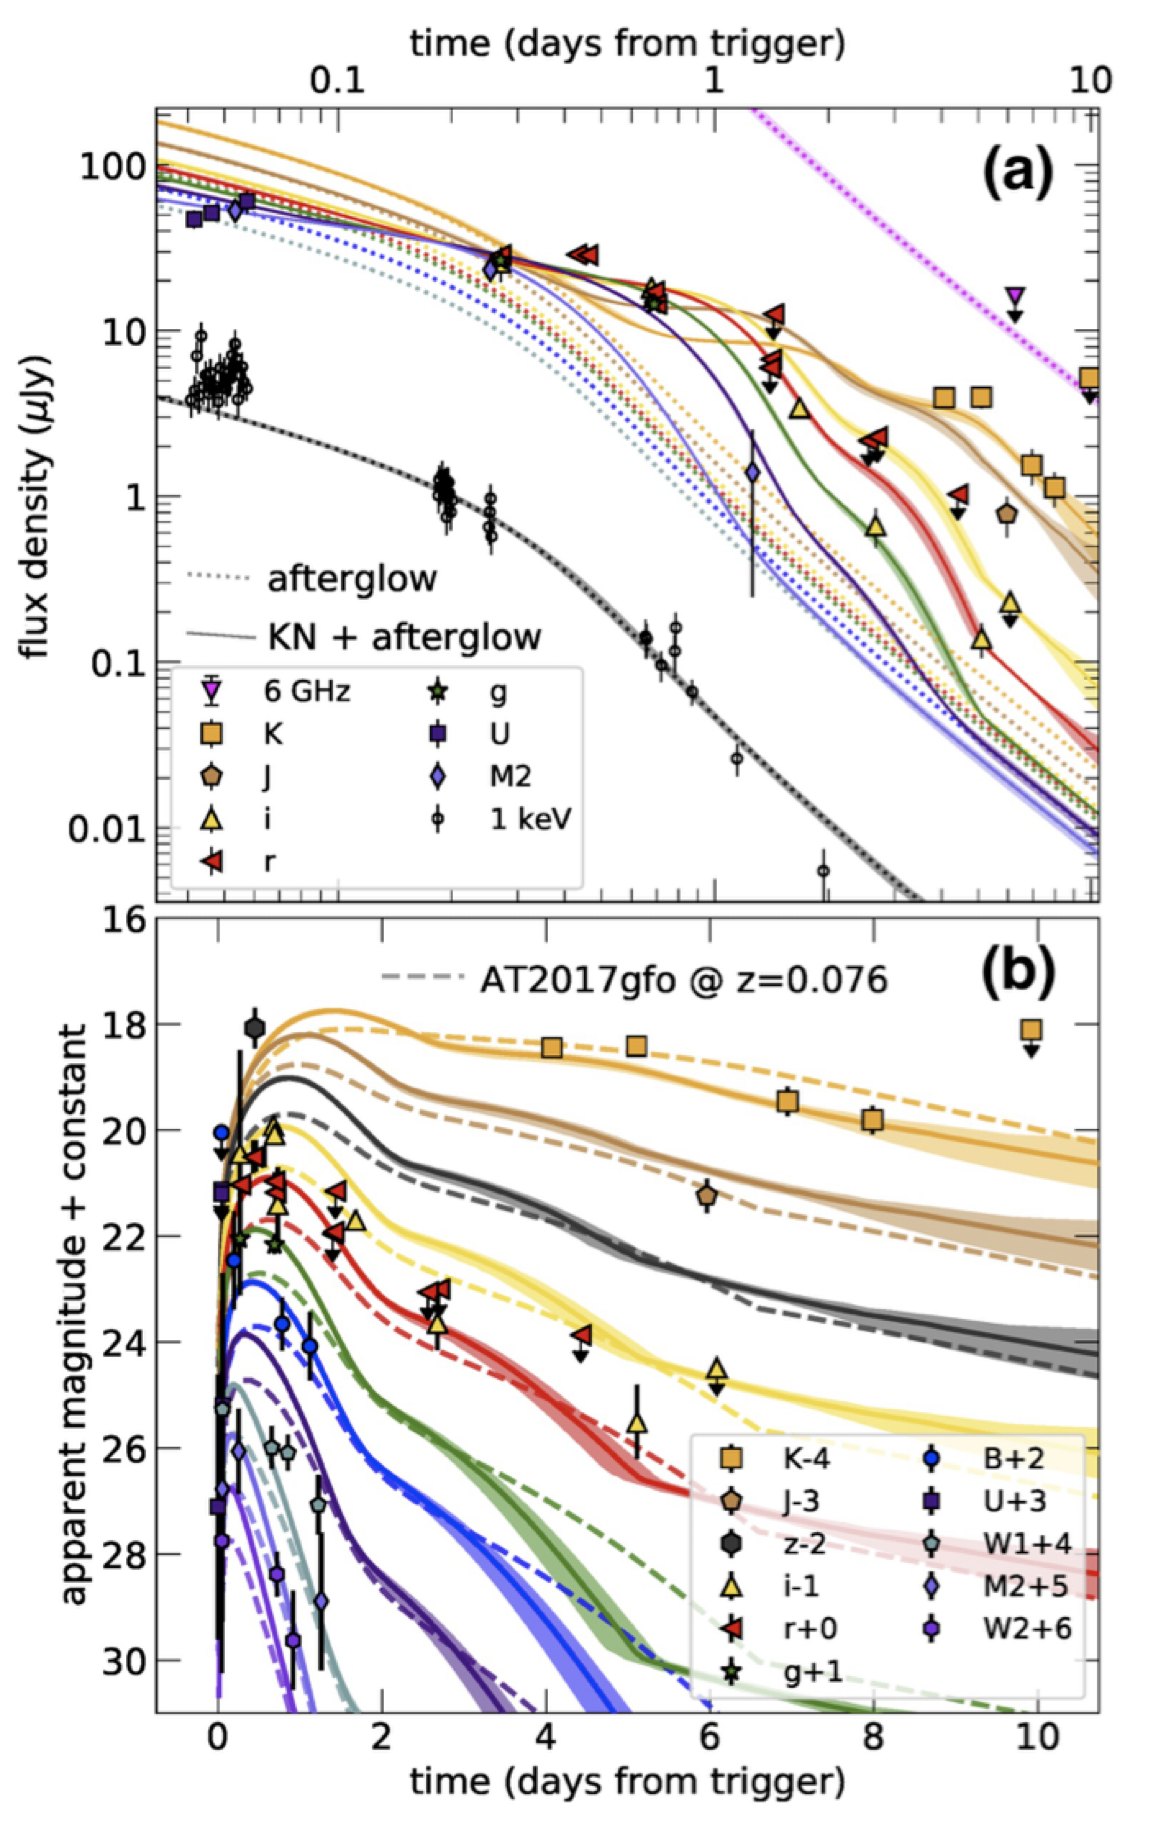 time (days from trigger)
0.1 1 10
(a)
100
10
1
0.1
0.01
flux density (μJy)
afterglow
KN + afterglow
6 GHz g
K U
J M2
i 1 keV
r
(b)
AT2017gfo @ z=0.076
16
18
20
22
24
26
28
30
apparent magnitude + constant
K-4 B+2
J-3 U+3
z-2 W1+4
i-1 M2+5
r+0 W2+6
g+1
0 2 4 6 8 10
time (days from trigger)